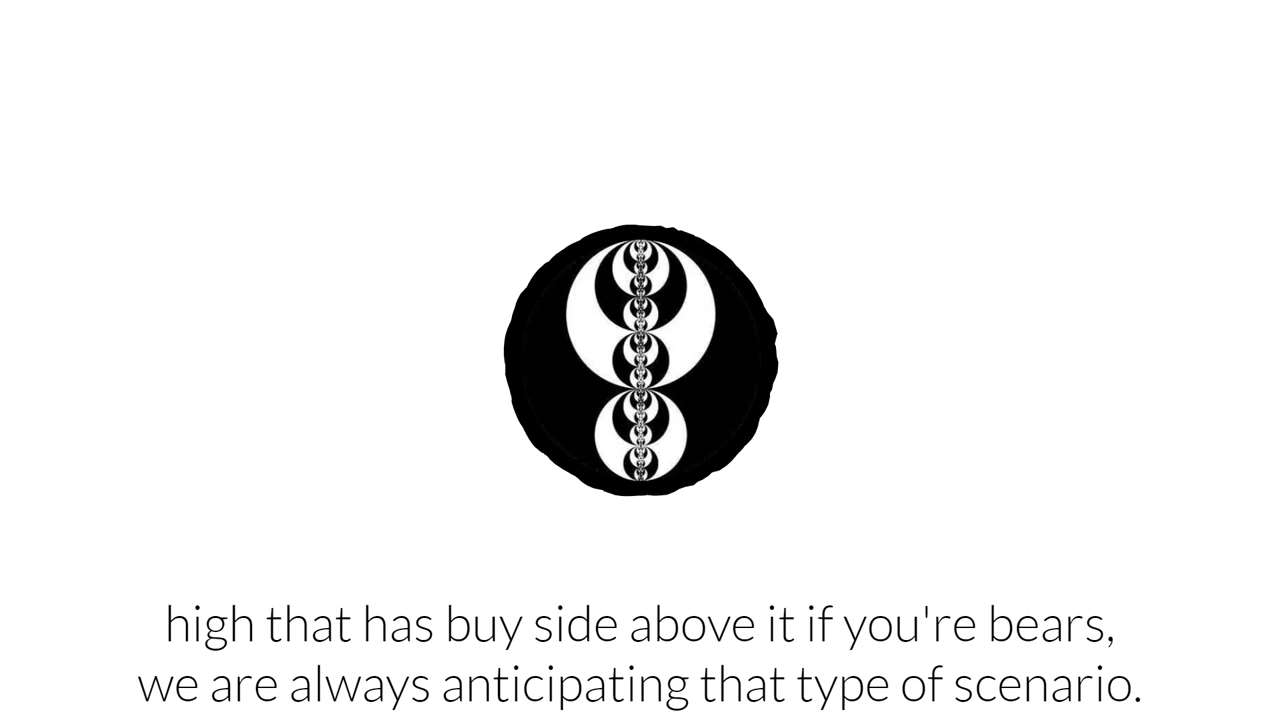 high that has buy side above it if you're bears,
we are always anticipating that type of scenario.